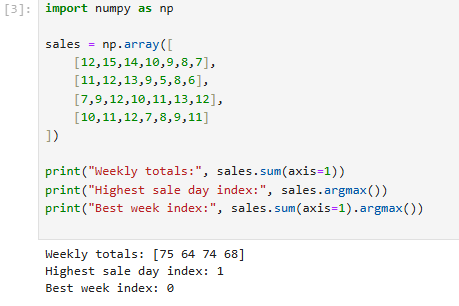 [3]: import numpy as np
sales = np.array([
[12,15,14,10,9,8,7],
[11,12,13,9,5,8,6],
[7,9,12,10,11,13,12],
[10,11,12,7,8,9,11]
])
print("Weekly totals:", sales.sum(axis=1))
print("Highest sale day index:", sales.argmax())
print("Best week index:", sales.sum(axis=1).argmax())
Weekly totals: [75 64 74 68]
Highest sale day index: 1
Best week index: 0